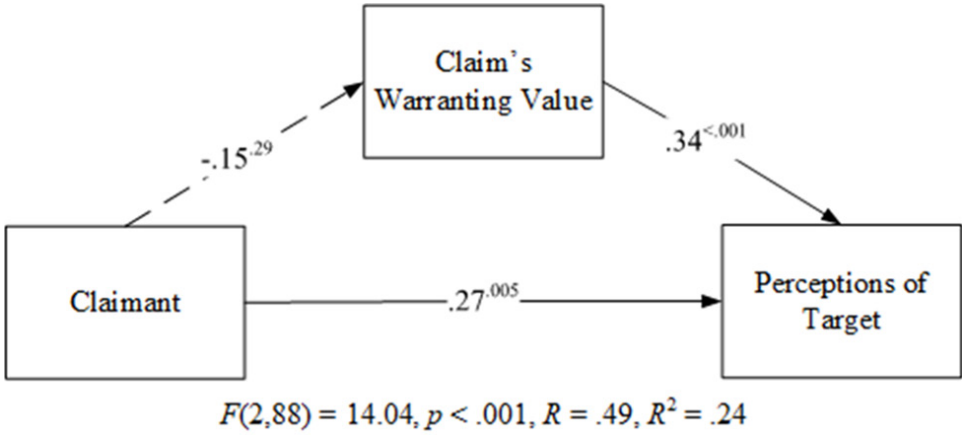 Claim's
Warranting Value
-.15^.29
.34^<.001
Claimant
.27^.005
Perceptions of
Target
F(2,88) = 14.04, p < .001, R = .49, R² = .24